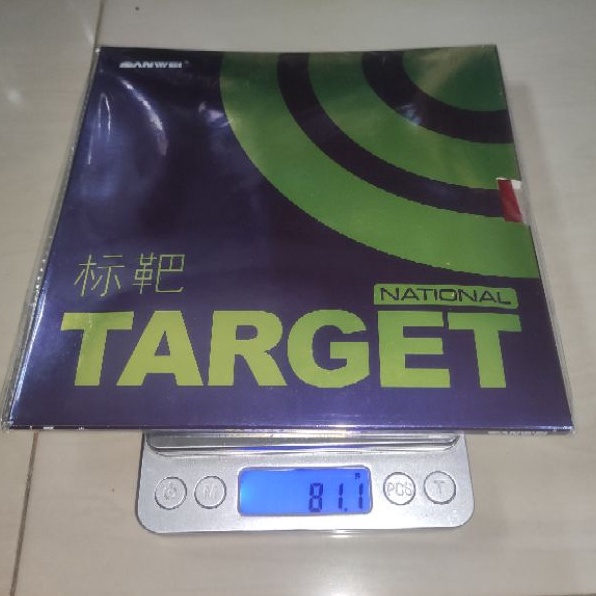 SANWEI
标靶
NATIONAL
TARGET
81.1
PCS
T